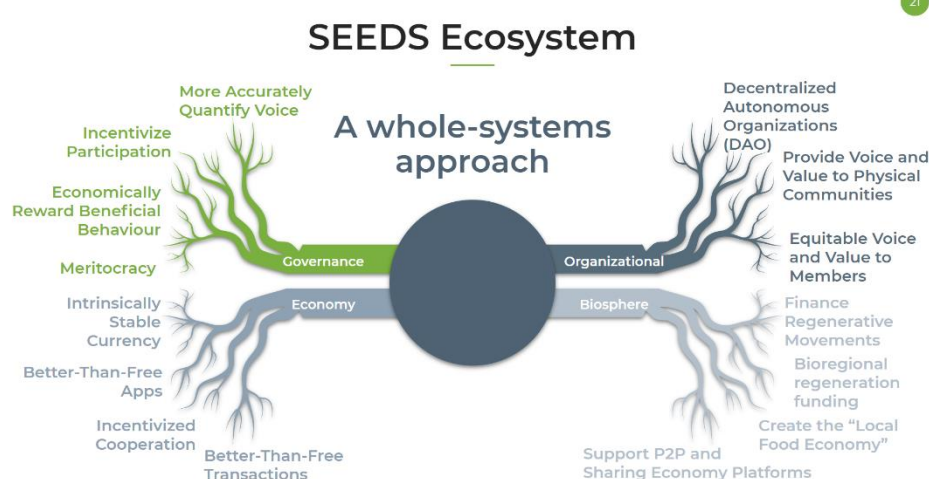 21
SEEDS Ecosystem
A whole-systems
approach
More Accurately
Quantify Voice
Incentivize
Participation
Economically
Reward Beneficial
Behaviour
Meritocracy
Governance
Decentralized
Autonomous
Organizations
(DAO)
Provide Voice and
Value to Physical
Communities
Equitable Voice
and Value to
Members
Organizational
Economy
Intrinsically
Stable
Currency
Better-Than-Free
Apps
Incentivized
Cooperation
Better-Than-Free
Transactions
Biosphere
Finance
Regenerative
Movements
Bioregional
regeneration
funding
Create the “Local
Food Economy”
Support P2P and
Sharing Economy Platforms